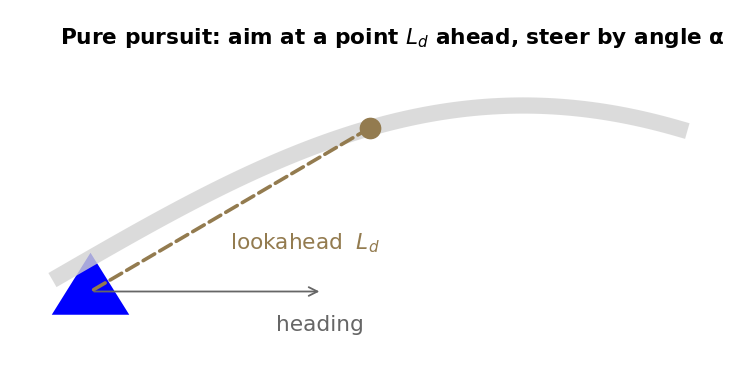 Pure pursuit: aim at a point L_d ahead, steer by angle α
lookahead L_d
heading